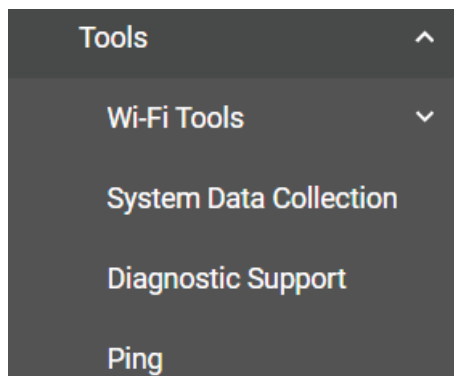 Tools
Wi-Fi Tools
System Data Collection
Diagnostic Support
Ping